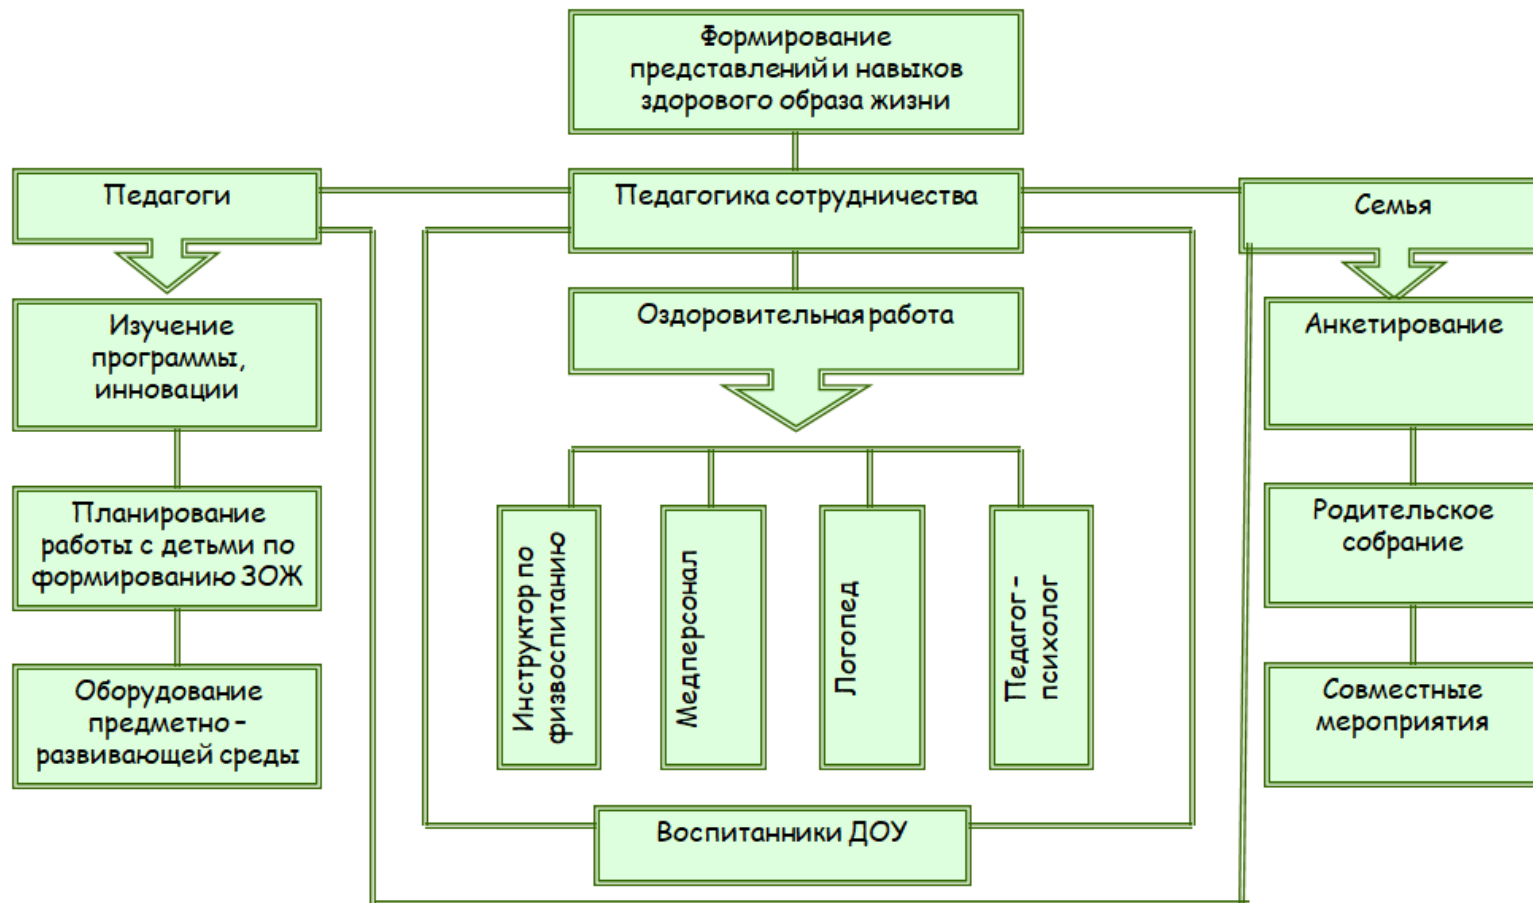 Формирование
представлений и навыков
здорового образа жизни
Педагоги
Педагогика сотрудничества
Семья
Изучение
программы,
инновации
Оздоровительная работа
Анкетирование
Планирование
работы с детьми по
формированию ЗОЖ
Инструктор по
физвоспитанию
Медперсонал
Логопед
Педагог-
психолог
Родительское
собрание
Оборудование
предметно-
развивающей среды
Совместные
мероприятия
Воспитанники ДОУ